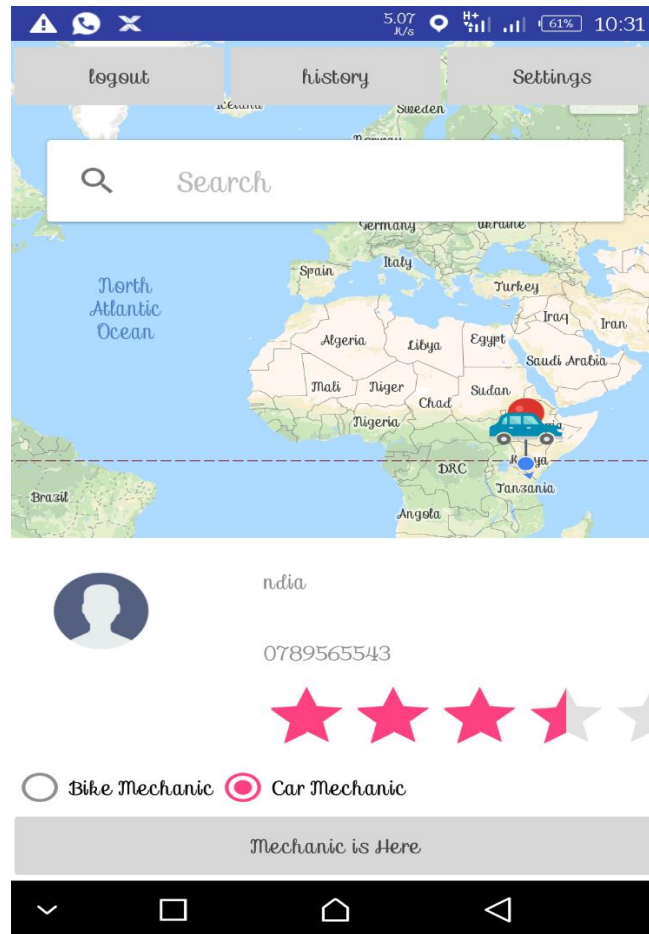 5.07 K/s H+ 61% 10:31
logout history Settings
Iceland Sweden
Search
Germany Ukraine
Spain Italy Turkey
North
Atlantic
Ocean
Iraq Iran
Algeria Libya Egypt
Saudi Arabia
Mali Niger Chad Sudan
Nigeria
DRC
Brazil Tanzania
Angola
ndia
0789565543
Bike Mechanic Car Mechanic
Mechanic is Here